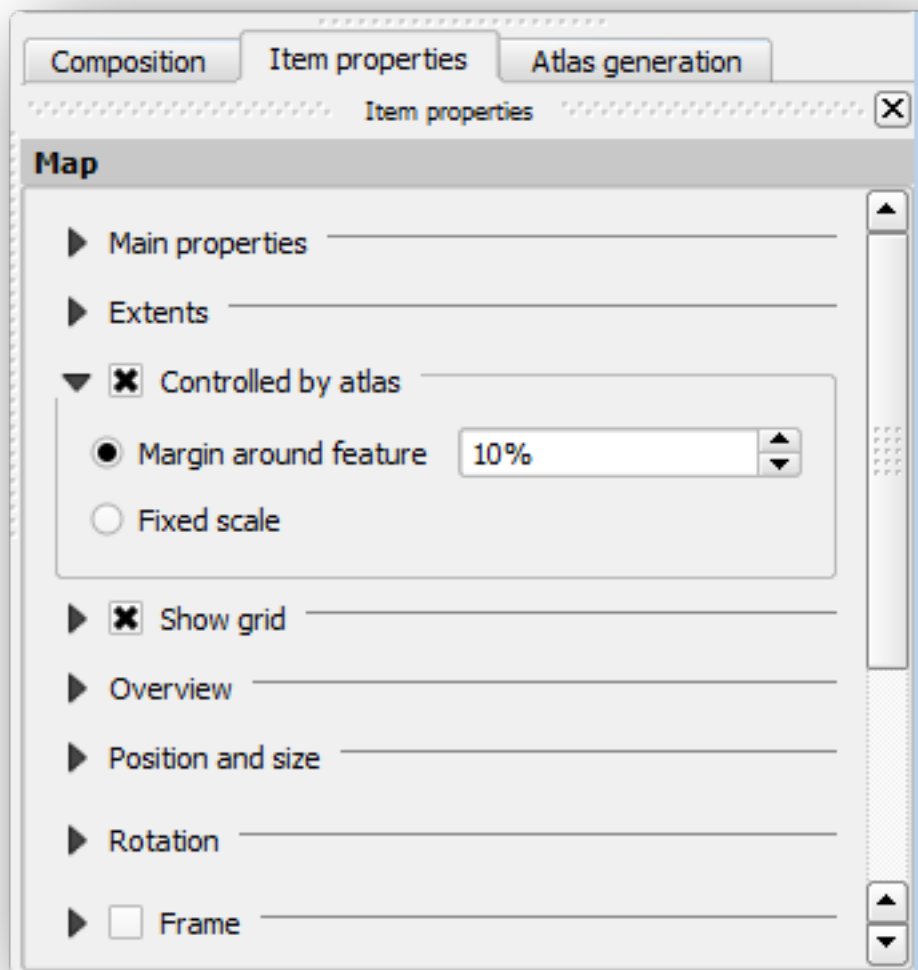 Composition Item properties Atlas generation
Item properties
Map
Main properties
Extents
Controlled by atlas
Margin around feature 10%
Fixed scale
Show grid
Overview
Position and size
Rotation
Frame